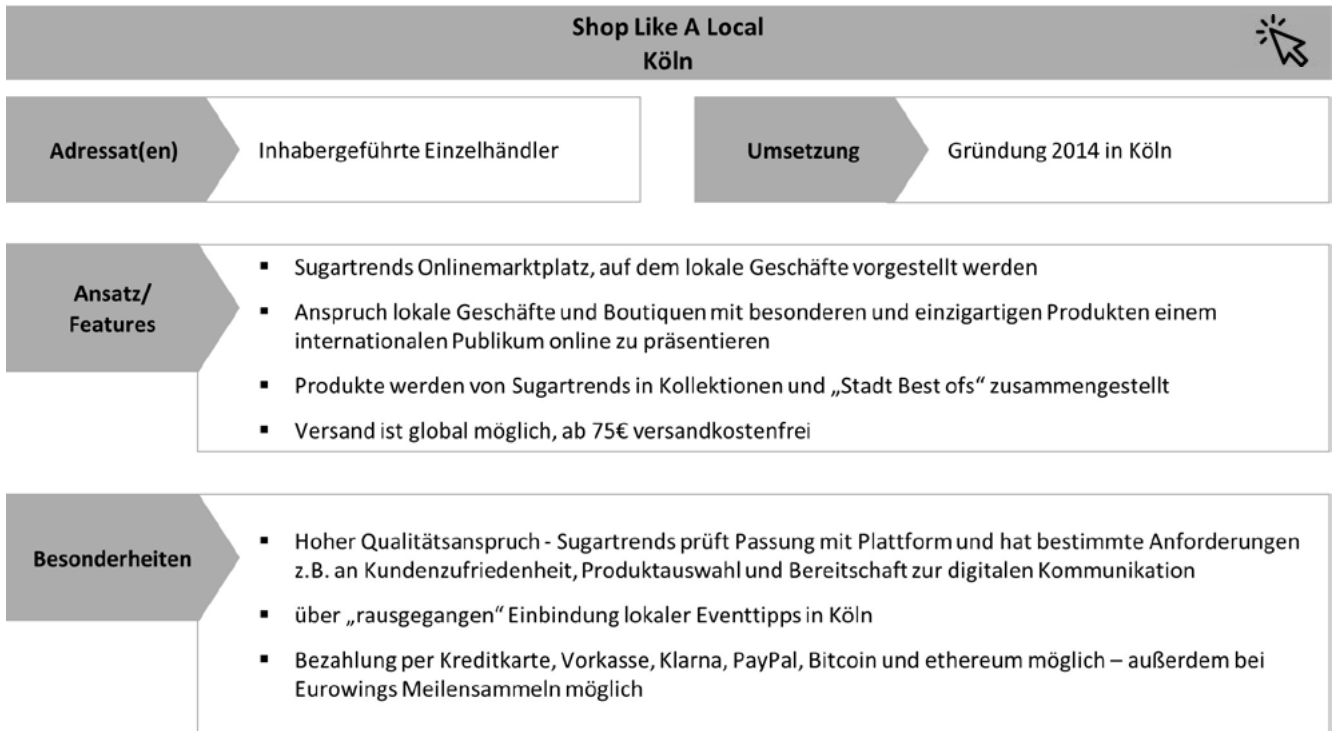 Shop Like A Local
Köln
Adressat(en)
Inhabergeführte Einzelhändler
Umsetzung
Gründung 2014 in Köln
Ansatz/
Features
▪ Sugartrends Onlinemarktplatz, auf dem lokale Geschäfte vorgestellt werden
▪ Anspruch lokale Geschäfte und Boutiquen mit besonderen und einzigartigen Produkten einem
internationalen Publikum online zu präsentieren
▪ Produkte werden von Sugartrends in Kollektionen und „Stadt Best ofs“ zusammengestellt
▪ Versand ist global möglich, ab 75€ versandkostenfrei
Besonderheiten
▪ Hoher Qualitätsanspruch - Sugartrends prüft Passung mit Plattform und hat bestimmte Anforderungen
z.B. an Kundenzufriedenheit, Produktauswahl und Bereitschaft zur digitalen Kommunikation
▪ über „rausgegangen“ Einbindung lokaler Eventtipps in Köln
▪ Bezahlung per Kreditkarte, Vorkasse, Klarna, PayPal, Bitcoin und ethereum möglich – außerdem bei
Eurowings Meilensammeln möglich